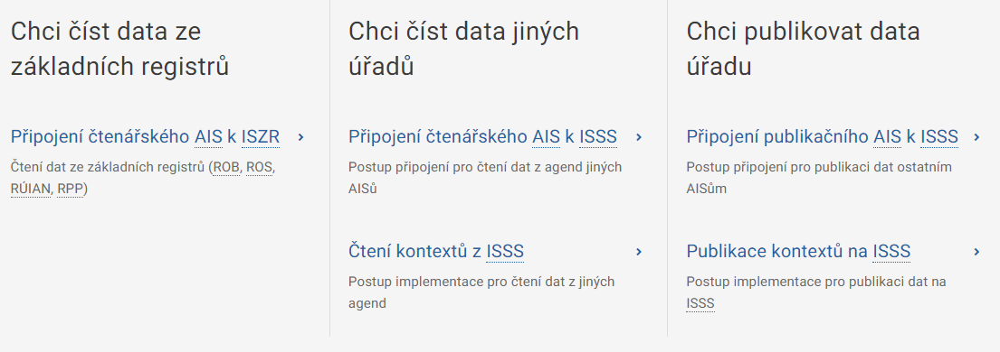 Chci číst data ze
základních registrů
Připojení čtenářského AIS k ISZR
Čtení dat ze základních registrů (ROB, ROS,
RÚIAN, RPP)
Chci číst data jiných
úřadů
Připojení čtenářského AIS k ISSS
Postup připojení pro čtení dat z agend jiných
AISů
Čtení kontextů z ISSS
Postup implementace pro čtení dat z jiných
agend
Chci publikovat data
úřadu
Připojení publikačního AIS k ISSS
Postup připojení pro publikaci dat ostatním
AISům
Publikace kontextů na ISSS
Postup implementace pro publikaci dat na
ISSS